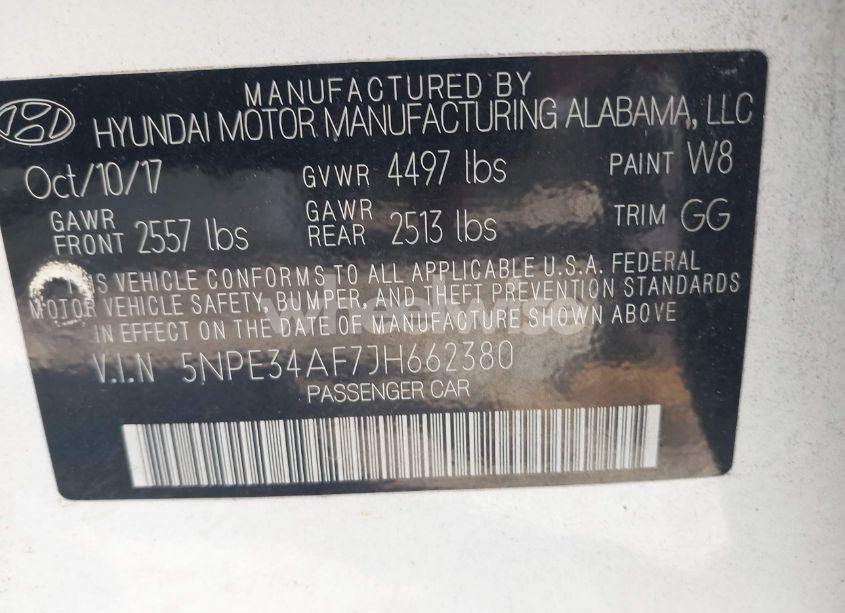 MANUFACTURED BY
HYUNDAI MOTOR MANUFACTURING ALABAMA, LLC
Oct/10/17 GVWR 4497 lbs PAINT W8
GAWR FRONT 2557 lbs GAWR REAR 2513 lbs TRIM GG
THIS VEHICLE CONFORMS TO ALL APPLICABLE U.S.A. FEDERAL
MOTOR VEHICLE SAFETY, BUMPER, AND THEFT PREVENTION STANDARDS
IN EFFECT ON THE DATE OF MANUFACTURE SHOWN ABOVE
wheelwise
V.I.N 5NPE34AF7JH662380
PASSENGER CAR